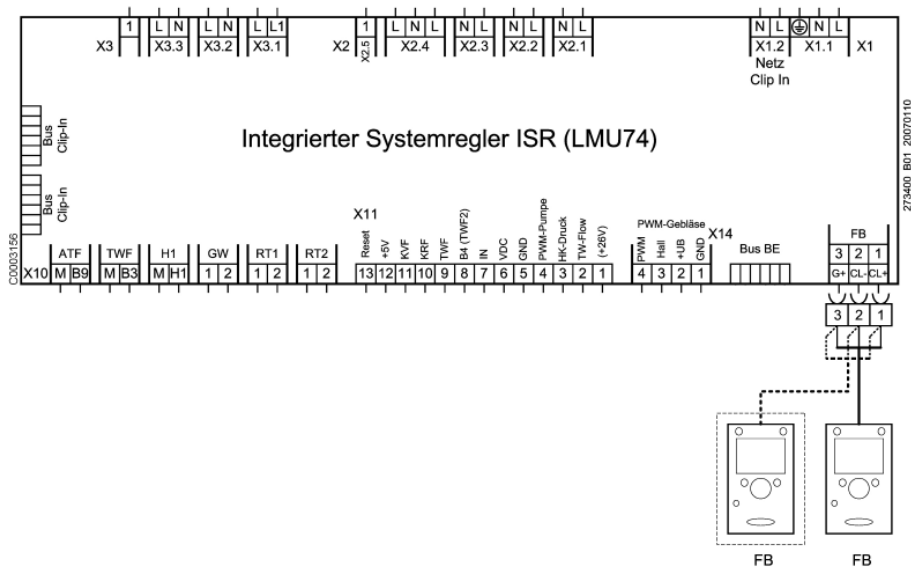 1 L N L N L L1 1 L N L N L N L N L N L N L
X3 X3.3 X3.2 X3.1 X2 X2.5 X2.4 X2.3 X2.2 X2.1 X1.2 X1.1 X1
Netz
Clip In
Bus
Clip-In
Integrierter Systemregler ISR (LMU74)
Bus
Clip-In
273400 B01 20070110
C0003156
X11
Reset +5V KVF KRF TWF B4 (TWF2) IN VDC GND PWM-Pumpe HK-Druck TW-Flow (+26V)
PWM-Gebläse X14
PWM Hall +UB GND
Bus BE
FB
3 2 1
ATF TWF H1 GW RT1 RT2
X10 M B9 M B3 M H1 1 2 1 2 1 2 13 12 11 10 9 8 7 6 5 4 3 2 1 4 3 2 1 G+ CL- CL+
3 2 1
FB FB